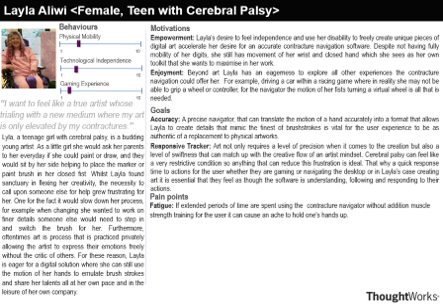 Layla Aliwi <Female, Teen with Cerebral Palsy>
Behaviours
Physical Mobility
Technological Independence
Gaming Experience
"I want to feel like a true artist whose
trialing with a new medium where my art
is only elevated by my contractures "
Lyla, a teenage girl with cerebral palsy, is a budding
young artist. As a little girl she would ask her parents
to her everyday if she could paint or draw, and they
would sit by her side helping to place the marker or
paint brush in her closed fist. Whilst Layla found
sanctuary in flexing her creativity, the necessity to
call upon someone else for help grew frustrating for
her. One for the fact it would slow down her process,
for example when she wanted to work on
finer details someone else would need to step in
and switch the brush for her. Furthermore,
oftentimes art is a process that is practiced privately
allowing the artist to express their emotions freely
without the critic of others. For these reason, Layla
is eager for a digital solution where she can still use
the motion of her hands to emulate brush strokes
and share her talents all at her own pace and in the
leisure of her own company.
Motivations
Empowerment: Layla's desire to feel independent and use her disability to freely create unique pieces of
digital art accelerate her desire for an accurate contracture navigation software. Despite not having fully
mobility of her digits, she still has movement of her wrist and closed hand which she sees as her own
toolkit that she wants to maximise in her work.
Enjoyment: Beyond art Layla has an eagerness to explore all other experiences the contracture
navigation could offer her. For example, driving a car within a racing game where in reality she may not be
able to grip a wheel or controller, for the navigator the motion of her fists turning a virtual wheel is all that is
needed.
Goals
Accuracy: A precise navigator, that can translate the motion of a hand accurately into a format that allows
Layla to create details that mimic the finest of brushstrokes is vital for the user experience to be as
authentic of a replacement to physical artworks.
Responsive Tracker: Art not only requires a level of precision when it comes to the creation but also a
level of swiftness that can match up with the creative flow of an artist mindset. Cerebral palsy can feel like
a very restrictive condition so anything that can reduce this frustration is ideal. That why a quick response
time to actions for the user whether they are gaming or navigating the desktop or in Layla's case creating
art it is essential that they feel as though the software is understanding, following and responding to their
actions.
Pain points
Fatigue: If extended periods of time are spent using the contracture navigator without addition muscle
strength training for the user it can cause an ache to hold one's hands up.
ThoughtWorks